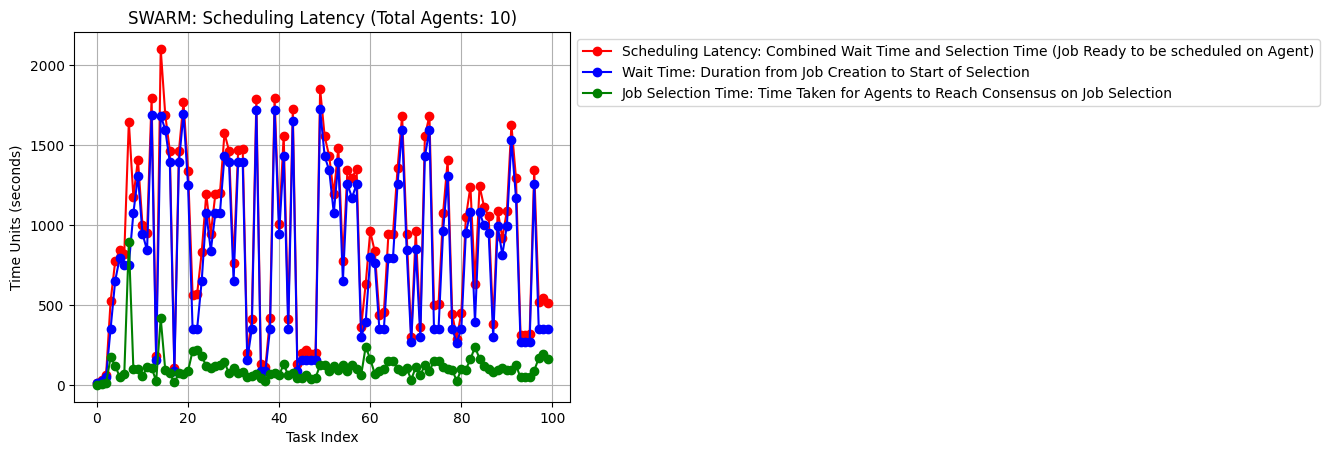 SWARM: Scheduling Latency (Total Agents: 10)
Scheduling Latency: Combined Wait Time and Selection Time (Job Ready to be scheduled on Agent)
Wait Time: Duration from Job Creation to Start of Selection
Job Selection Time: Time Taken for Agents to Reach Consensus on Job Selection
Time Units (seconds)
2000
1500
1000
500
0
0 20 40 60 80 100
Task Index